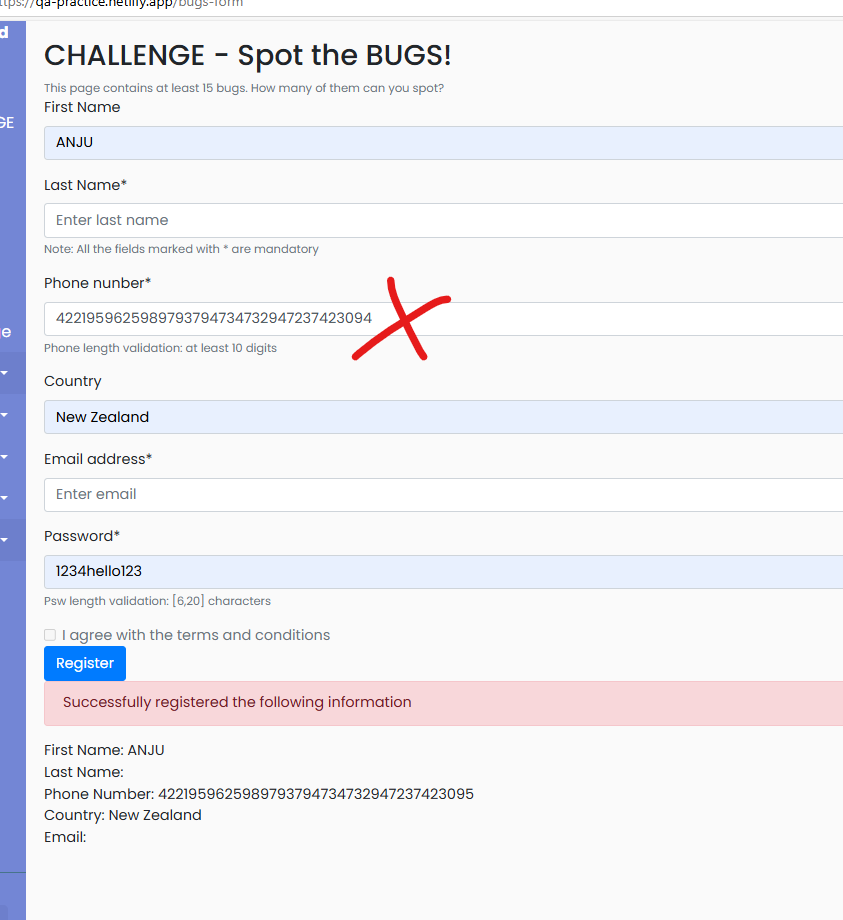 ttps://qa-practice.netlify.app/bugs-form
d
CHALLENGE - Spot the BUGS!
This page contains at least 15 bugs. How many of them can you spot?
First Name
GE
ANJU
Last Name*
Enter last name
Note: All the fields marked with * are mandatory
Phone nunber*
42219596259897937947347329472374​23094
ge
Phone length validation: at least 10 digits
Country
New Zealand
Email address*
Enter email
Password*
1234hello123
Psw length validation: [6,20] characters
I agree with the terms and conditions
Register
Successfully registered the following information
First Name: ANJU
Last Name:
Phone Number: 4221959625989793794734732947237423095
Country: New Zealand
Email: